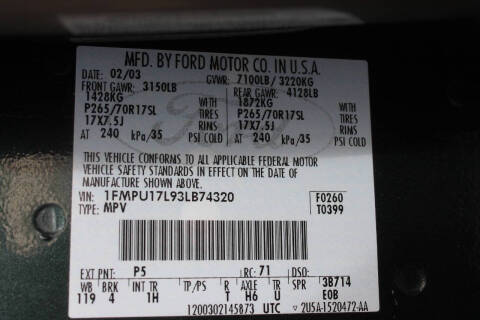 MFD. BY FORD MOTOR CO. IN U.S.A.
DATE: 02/03 GVWR: 7100LB/ 3220KG
FRONT GAWR: 3150LB REAR GAWR: 4128LB
1428KG WITH 1872KG WITH
P265/70R17SL TIRES P265/70R17SL TIRES
17X7.5J RIMS 17X7.5J RIMS
AT 240 kPa/35 PSI COLD AT 240 kPa/35 PSI COLD
THIS VEHICLE CONFORMS TO ALL APPLICABLE FEDERAL MOTOR
VEHICLE SAFETY STANDARDS IN EFFECT ON THE DATE OF
MANUFACTURE SHOWN ABOVE.
VIN: 1FMPU17L93LB74320 F0260
TYPE: MPV T0399
EXT PNT: P5 RC: 71 DSO:
WB BRK INT TR TP/PS R AXLE TR SPR 3B714
119 4 1H T H6 U EOB
1200302145873 UTC 2U5A-1520472-AA